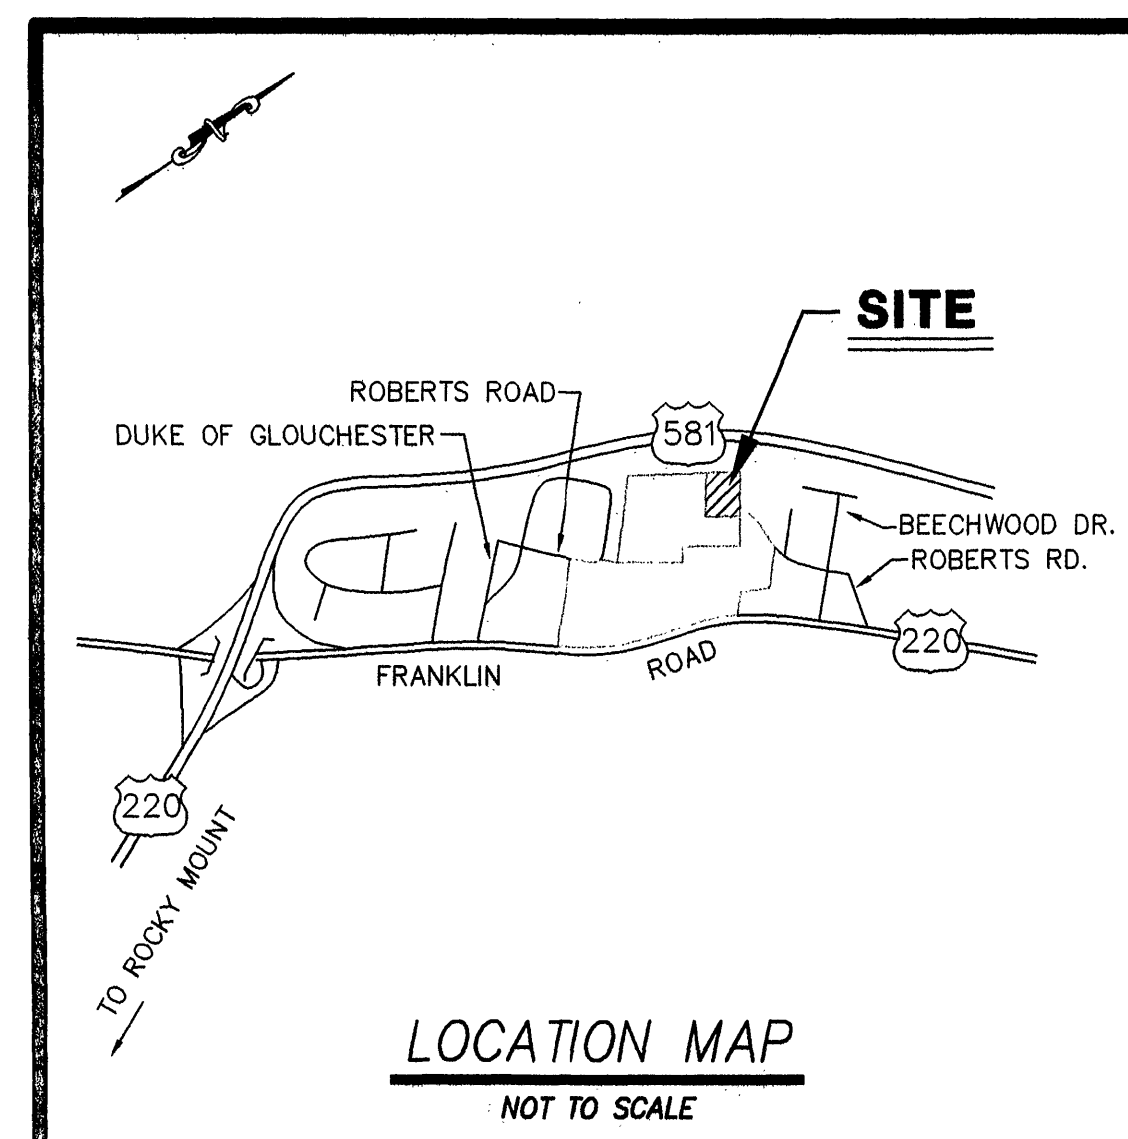 SITE
ROBERTS ROAD
581
DUKE OF GLOUCHESTER
BEECHWOOD DR.
ROBERTS RD.
220
FRANKLIN
ROAD
220
TO ROCKY MOUNT
LOCATION MAP
NOT TO SCALE